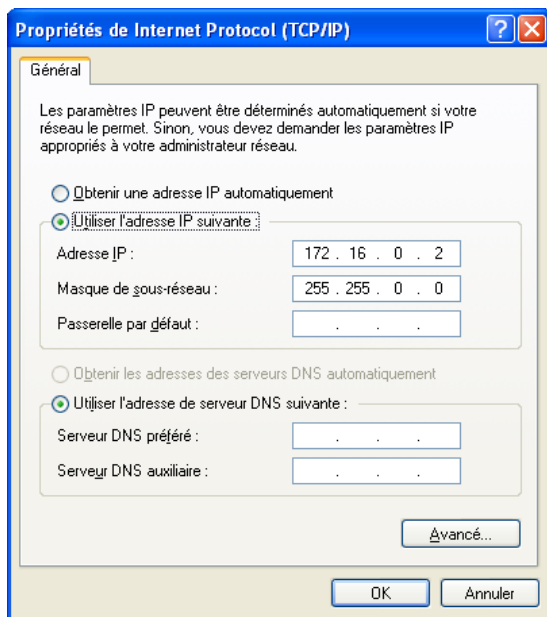 Propriétés de Internet Protocol (TCP/IP)
Général
Les paramètres IP peuvent être déterminés automatiquement si votre
réseau le permet. Sinon, vous devez demander les paramètres IP
appropriés à votre administrateur réseau.
Obtenir une adresse IP automatiquement
Utiliser l'adresse IP suivante :
Adresse IP : 172 . 16 . 0 . 2
Masque de sous-réseau : 255 . 255 . 0 . 0
Passerelle par défaut : . . .
Obtenir les adresses des serveurs DNS automatiquement
Utiliser l'adresse de serveur DNS suivante :
Serveur DNS préféré : . . .
Serveur DNS auxiliaire : . . .
Avancé...
OK Annuler